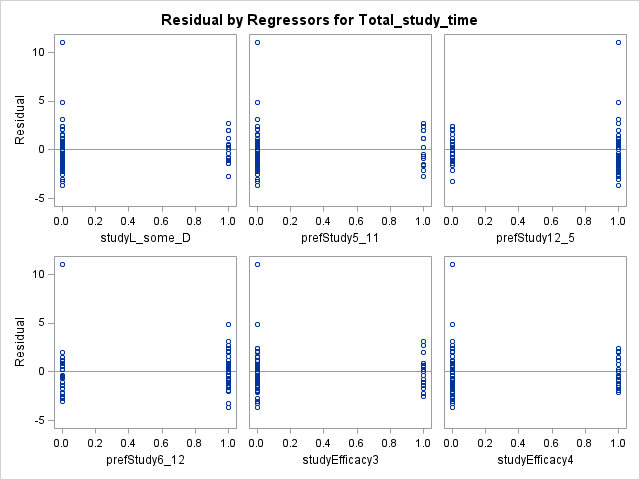 Residual by Regressors for Total_study_time
Residual
10
5
0
-5
0.0 0.2 0.4 0.6 0.8 1.0
studyL_some_D
0.0 0.2 0.4 0.6 0.8 1.0
prefStudy5_11
0.0 0.2 0.4 0.6 0.8 1.0
prefStudy12_5
Residual
10
5
0
-5
0.0 0.2 0.4 0.6 0.8 1.0
prefStudy6_12
0.0 0.2 0.4 0.6 0.8 1.0
studyEfficacy3
0.0 0.2 0.4 0.6 0.8 1.0
studyEfficacy4